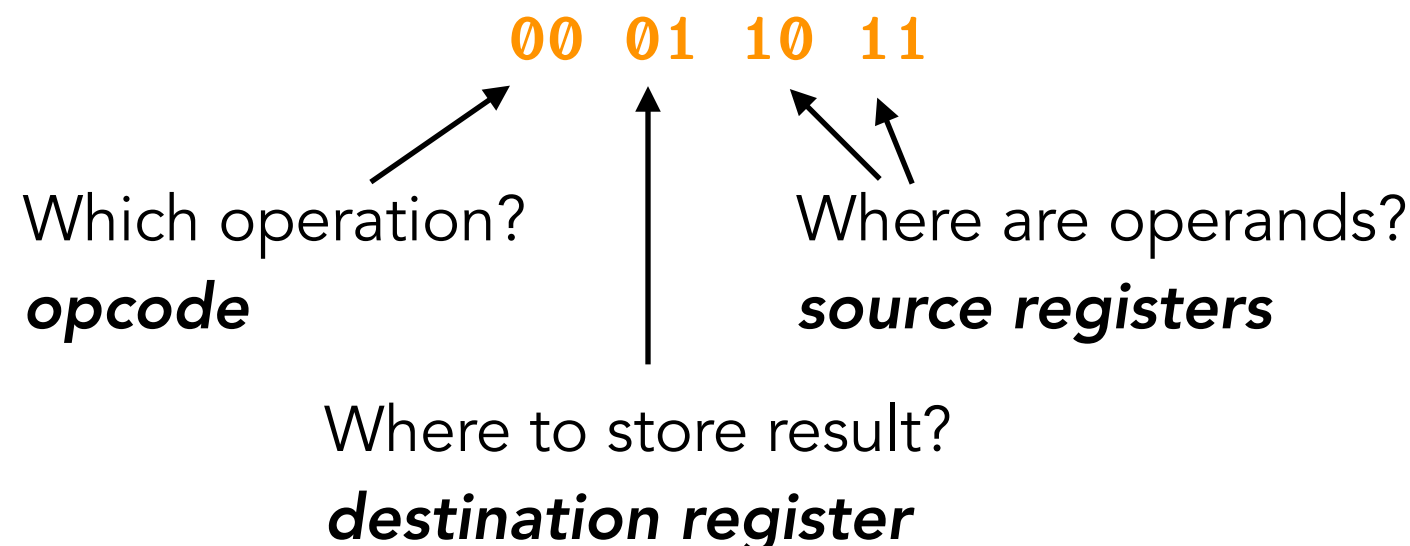 00 01 10 11
Which operation?
opcode
Where are operands?
source registers
Where to store result?
destination register